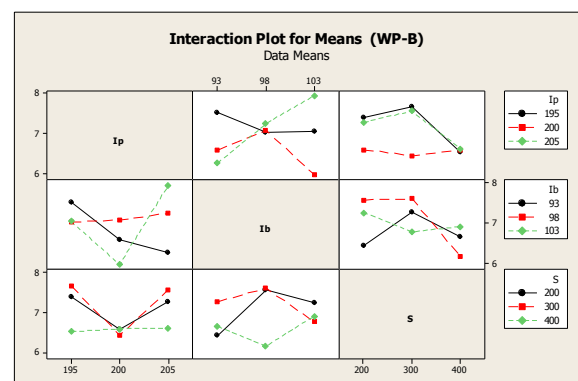 Interaction Plot for Means (WP-B)
Data Means
93 98 103
8
7
6
Ip
Ip
195
200
205
Ib
8
7
6
Ib
93
98
103
8
7
6
S
S
200
300
400
195 200 205
200 300 400